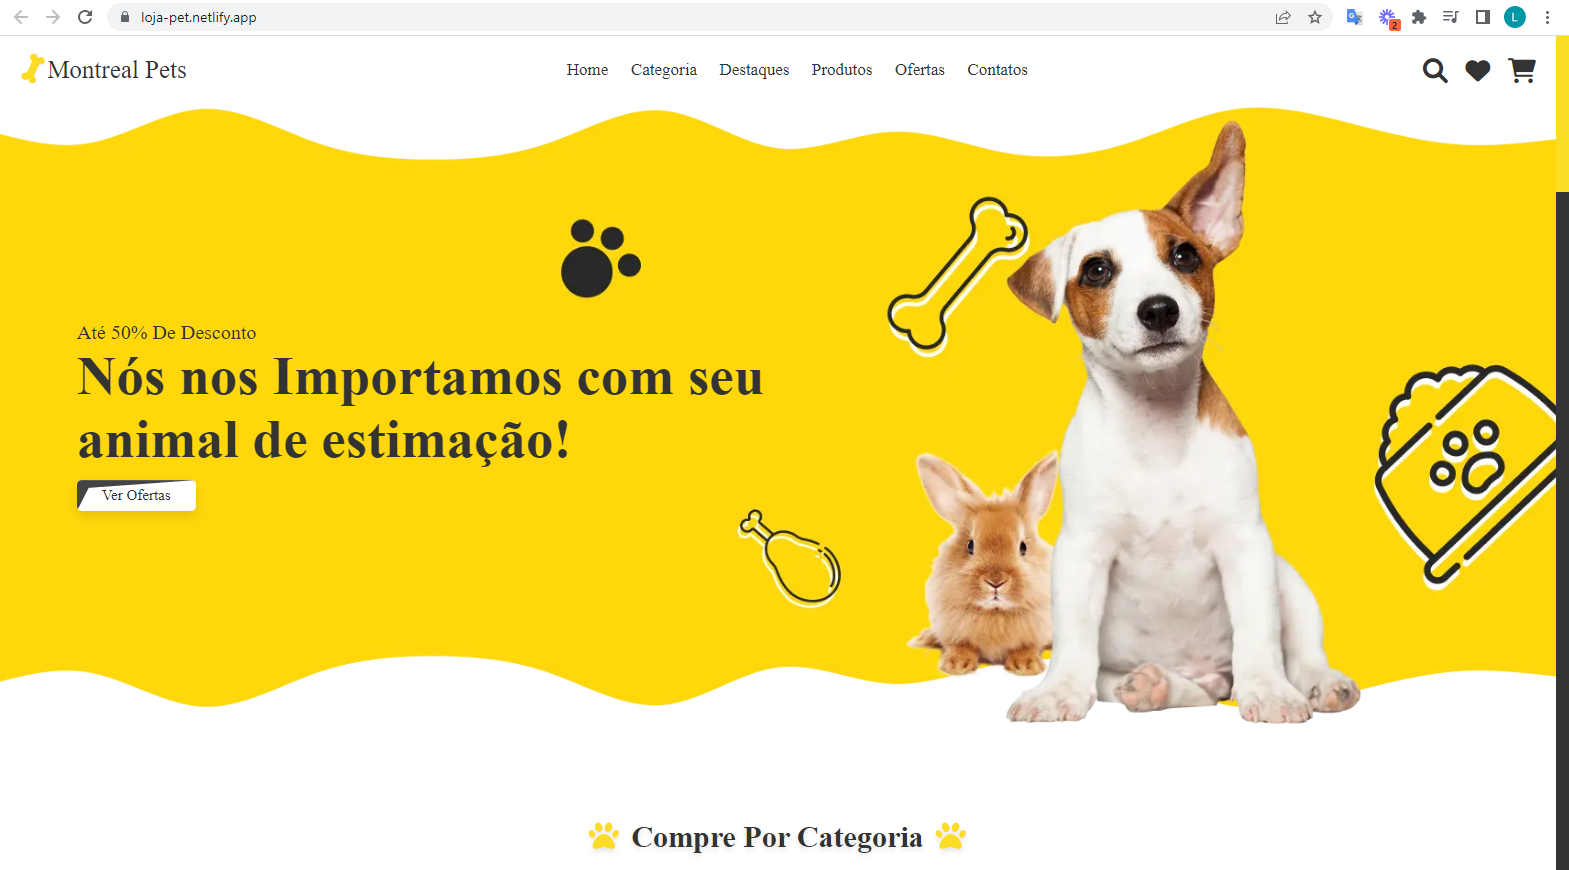 loja-pet.netlify.app
2
L
Montreal Pets
Home
Categoria
Destaques
Produtos
Ofertas
Contatos
Até 50% De Desconto
Nós nos Importamos com seu
animal de estimação!
Ver Ofertas
Compre Por Categoria